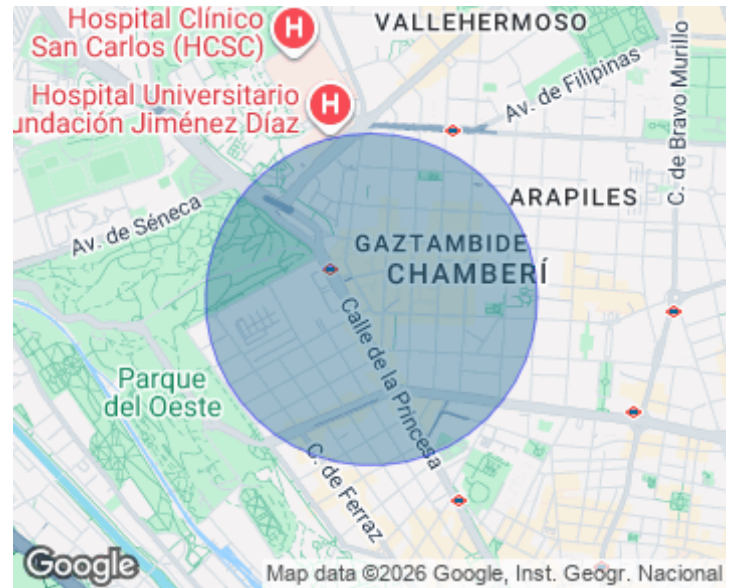 Hospital Clínico
San Carlos (HCSC)
H
VALLEHERMOSO
Hospital Universitario
undación Jiménez Díaz
H
Av. de Filipinas
C. de Bravo Murillo
ARAPILES
Av. de Séneca
GAZTAMBIDE
CHAMBERÍ
Calle de la Princesa
Parque
del Oeste
C. de Ferraz
Google
Map data ©2026 Google, Inst. Geogr. Nacional